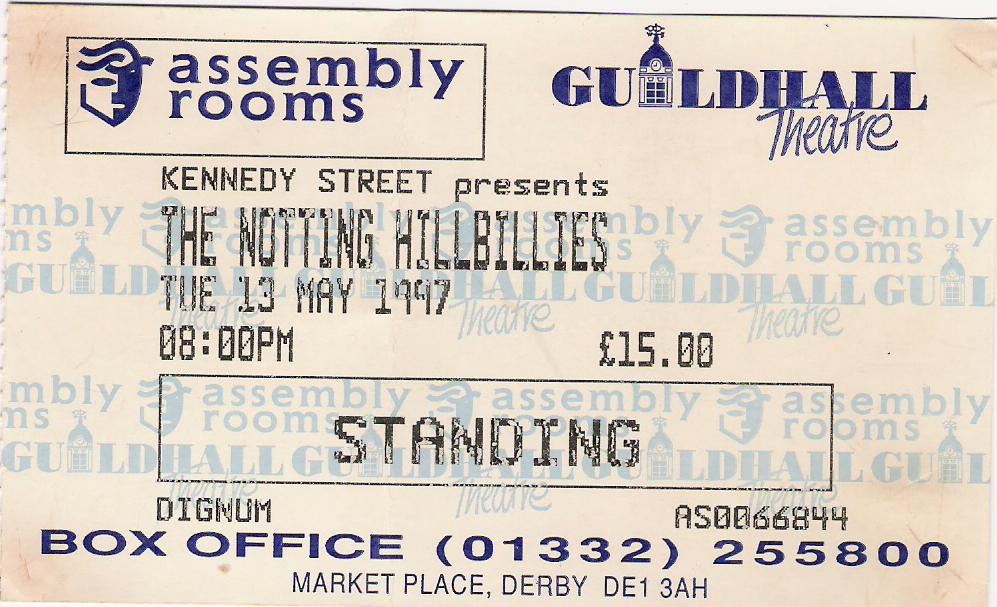 assembly rooms
GUILDHALL Theatre
KENNEDY STREET presents
THE NOTTING HILLBILLIES
TUE 13 MAY 1997
08:00PM £15.00
STANDING
DIGNUM AS0066844
BOX OFFICE (01332) 255800
MARKET PLACE, DERBY DE1 3AH